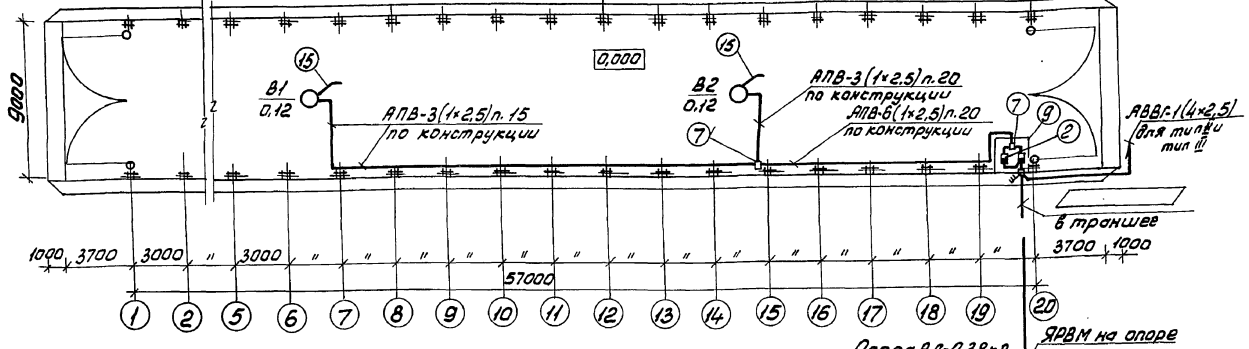 9000
15
В1
0,12
АПВ-3(1×2,5)п.15
по конструкции
0,000
15
В2
0,12
7
АПВ-3(1×2,5)п.20
по конструкции
АПВ-6(1×2,5)п.20
по конструкции
7
9
2
АВВГ-1(4×2,5)
для типа II
тип III
в траншее
1000 3700 3000 " 3000 " " " " " " " " " " " " " " 3700 1000
57000
1 2 5 6 7 8 9 10 11 12 13 14 15 16 17 18 19 20
ЯРВМ на опоре